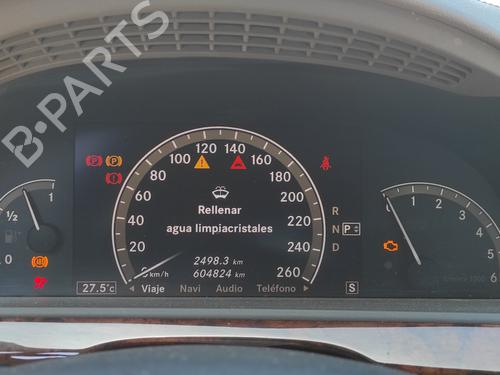 B-PARTS
120 140
100 160
80 180
60 200
40 220
20 240
0 km/h 260
1/2 1
0
Rellenar
agua limpiacristales
2498.3 km
604824 km
R
N P
D
27.5°C
Viaje Navi Audio Teléfono
S
0 1 2 3 4 5 6